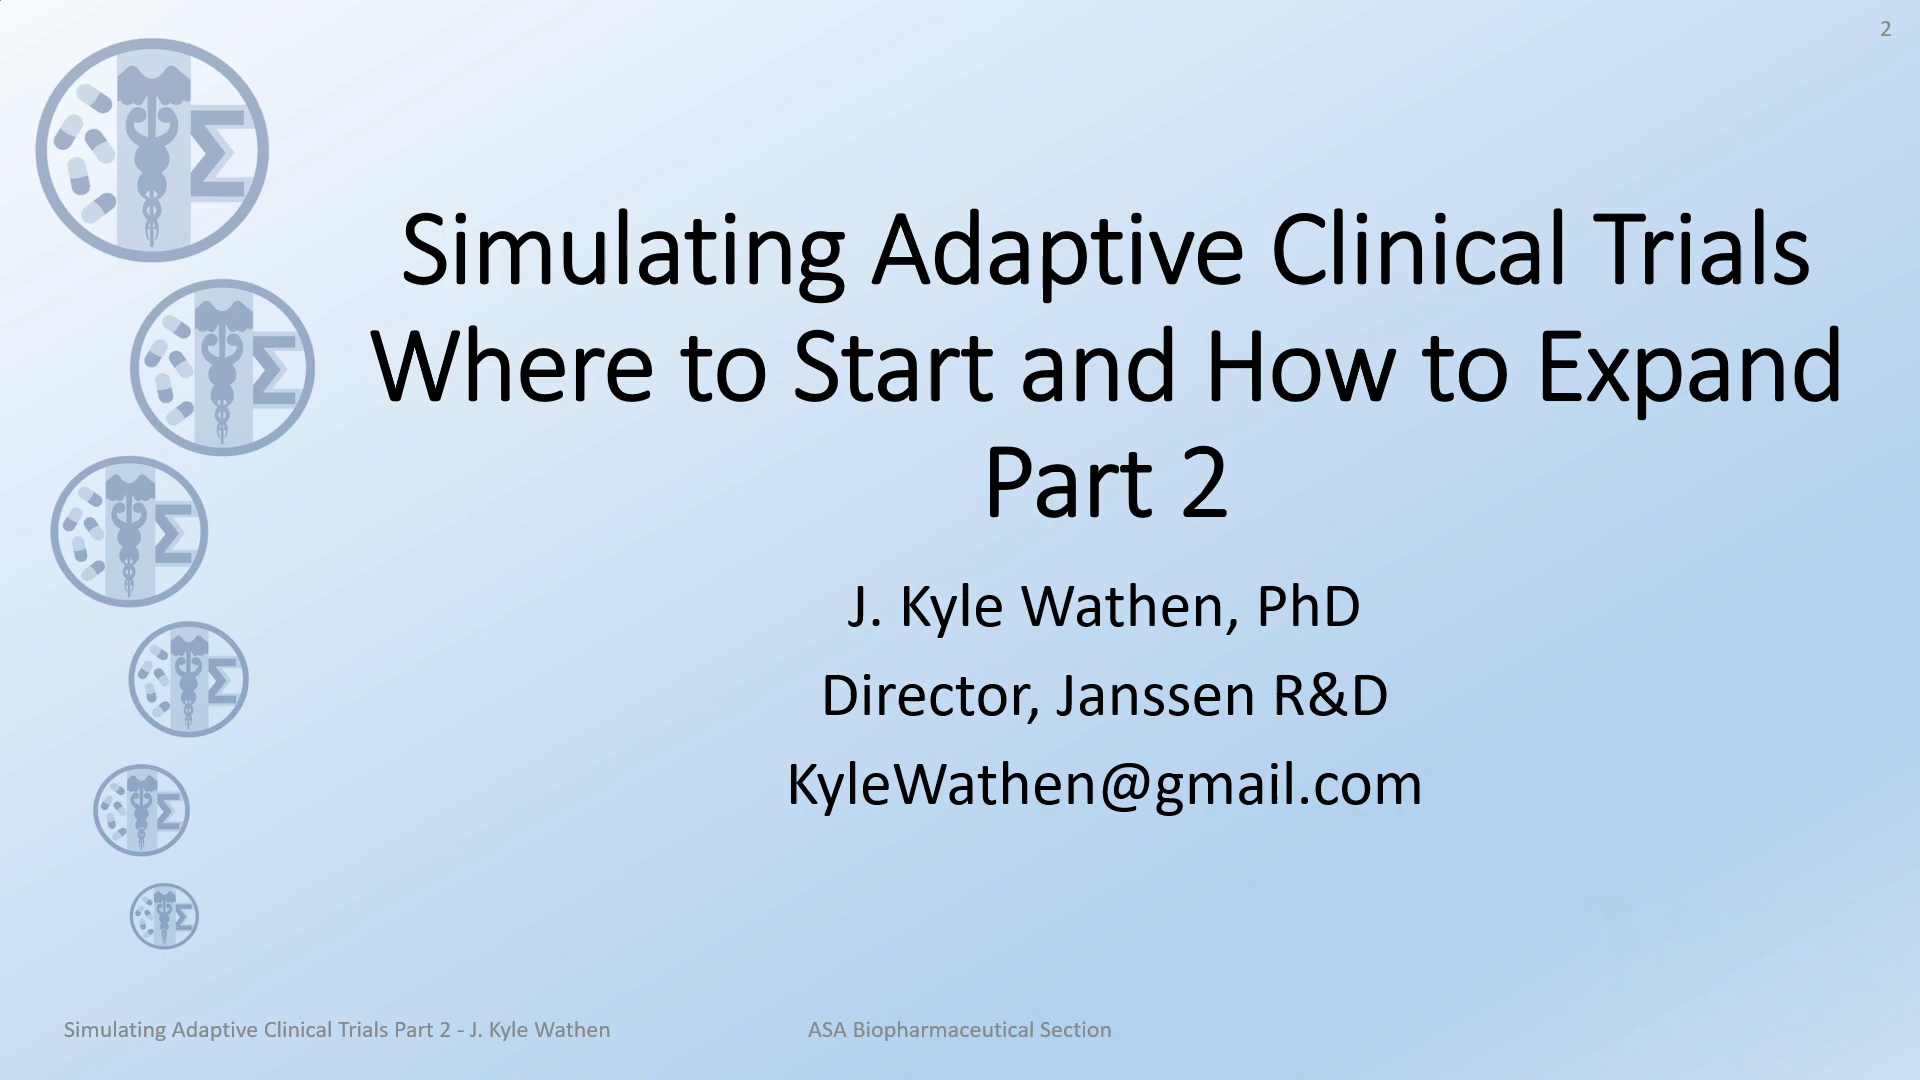 2
Simulating Adaptive Clinical Trials
Where to Start and How to Expand
Part 2
J. Kyle Wathen, PhD
Director, Janssen R&D
KyleWathen@gmail.com
Simulating Adaptive Clinical Trials Part 2 - J. Kyle Wathen
ASA Biopharmaceutical Section